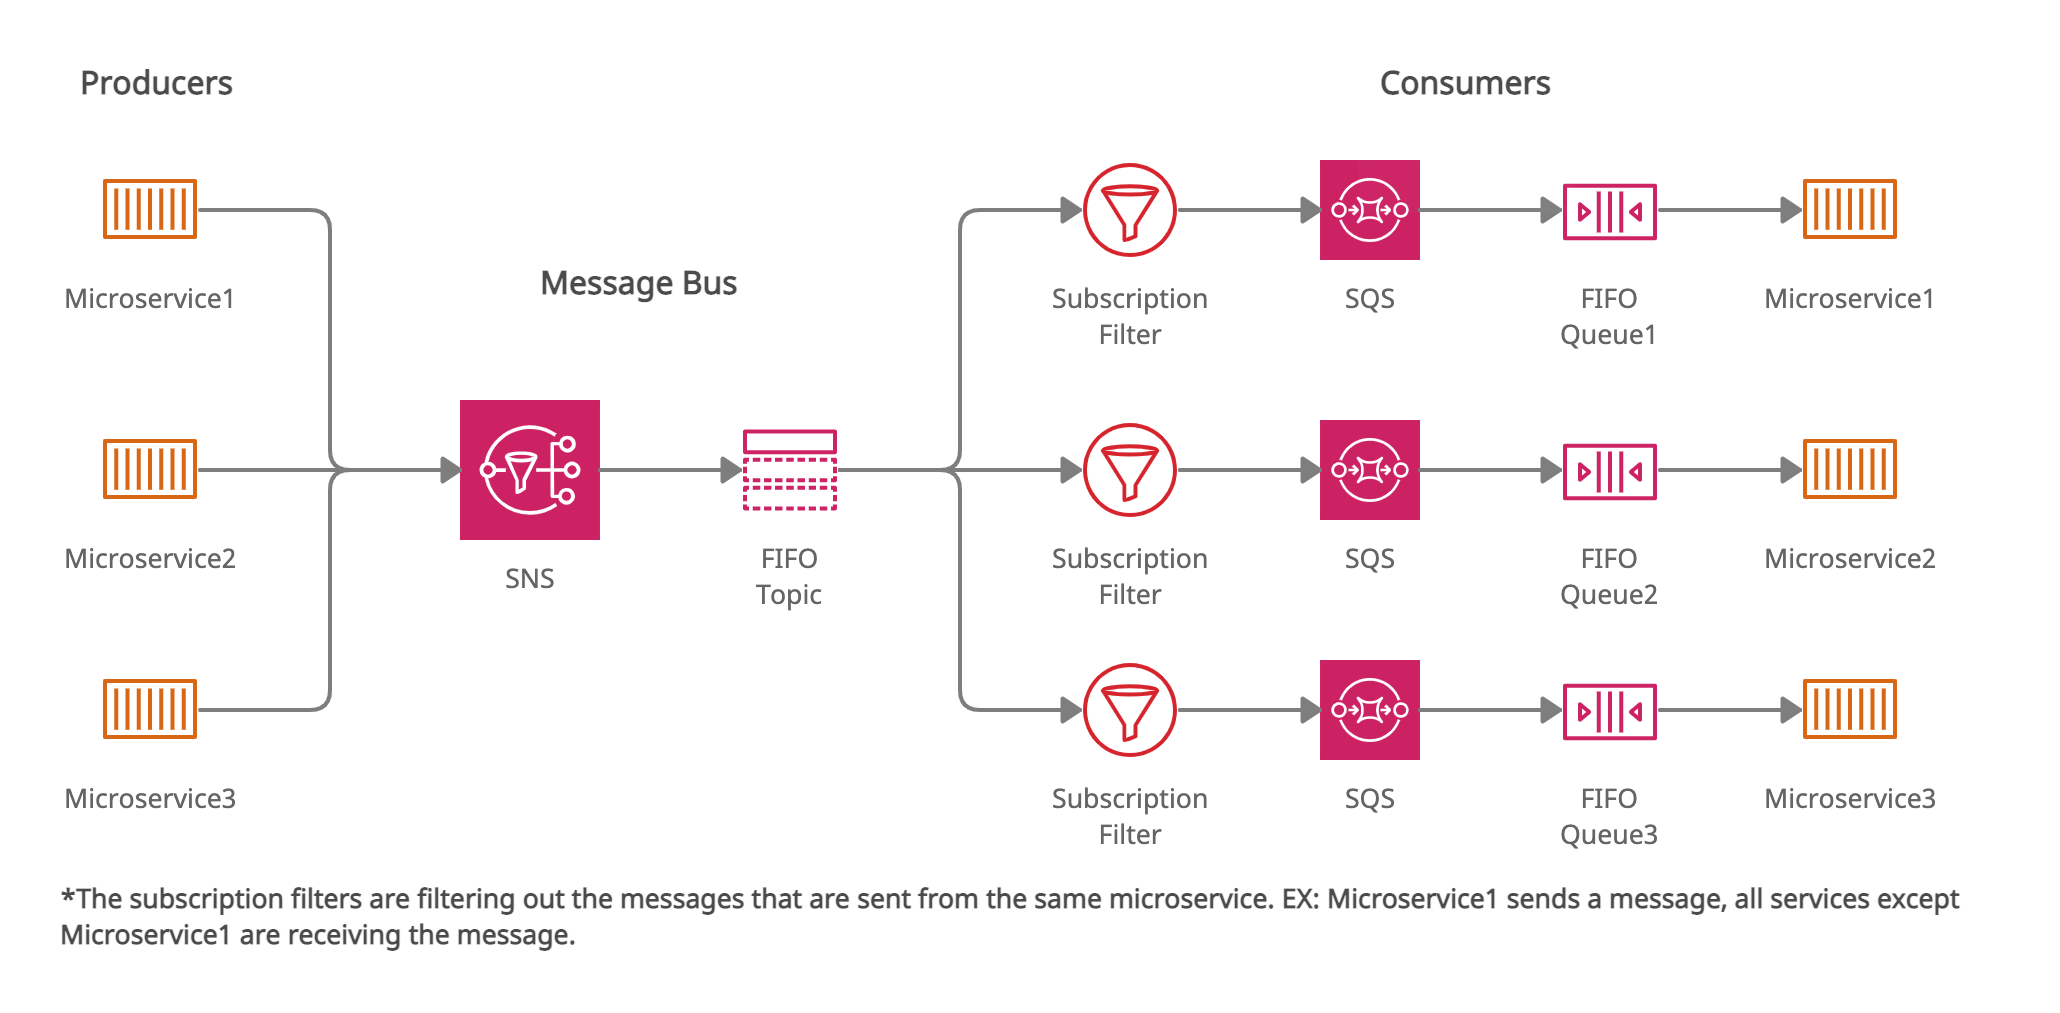 Producers
Consumers
Message Bus
Microservice1
Subscription
Filter
SQS
FIFO
Queue1
Microservice1
Microservice2
SNS
FIFO
Topic
Subscription
Filter
SQS
FIFO
Queue2
Microservice2
Microservice3
Subscription
Filter
SQS
FIFO
Queue3
Microservice3
*The subscription filters are filtering out the messages that are sent from the same microservice. EX: Microservice1 sends a message, all services except
Microservice1 are receiving the message.